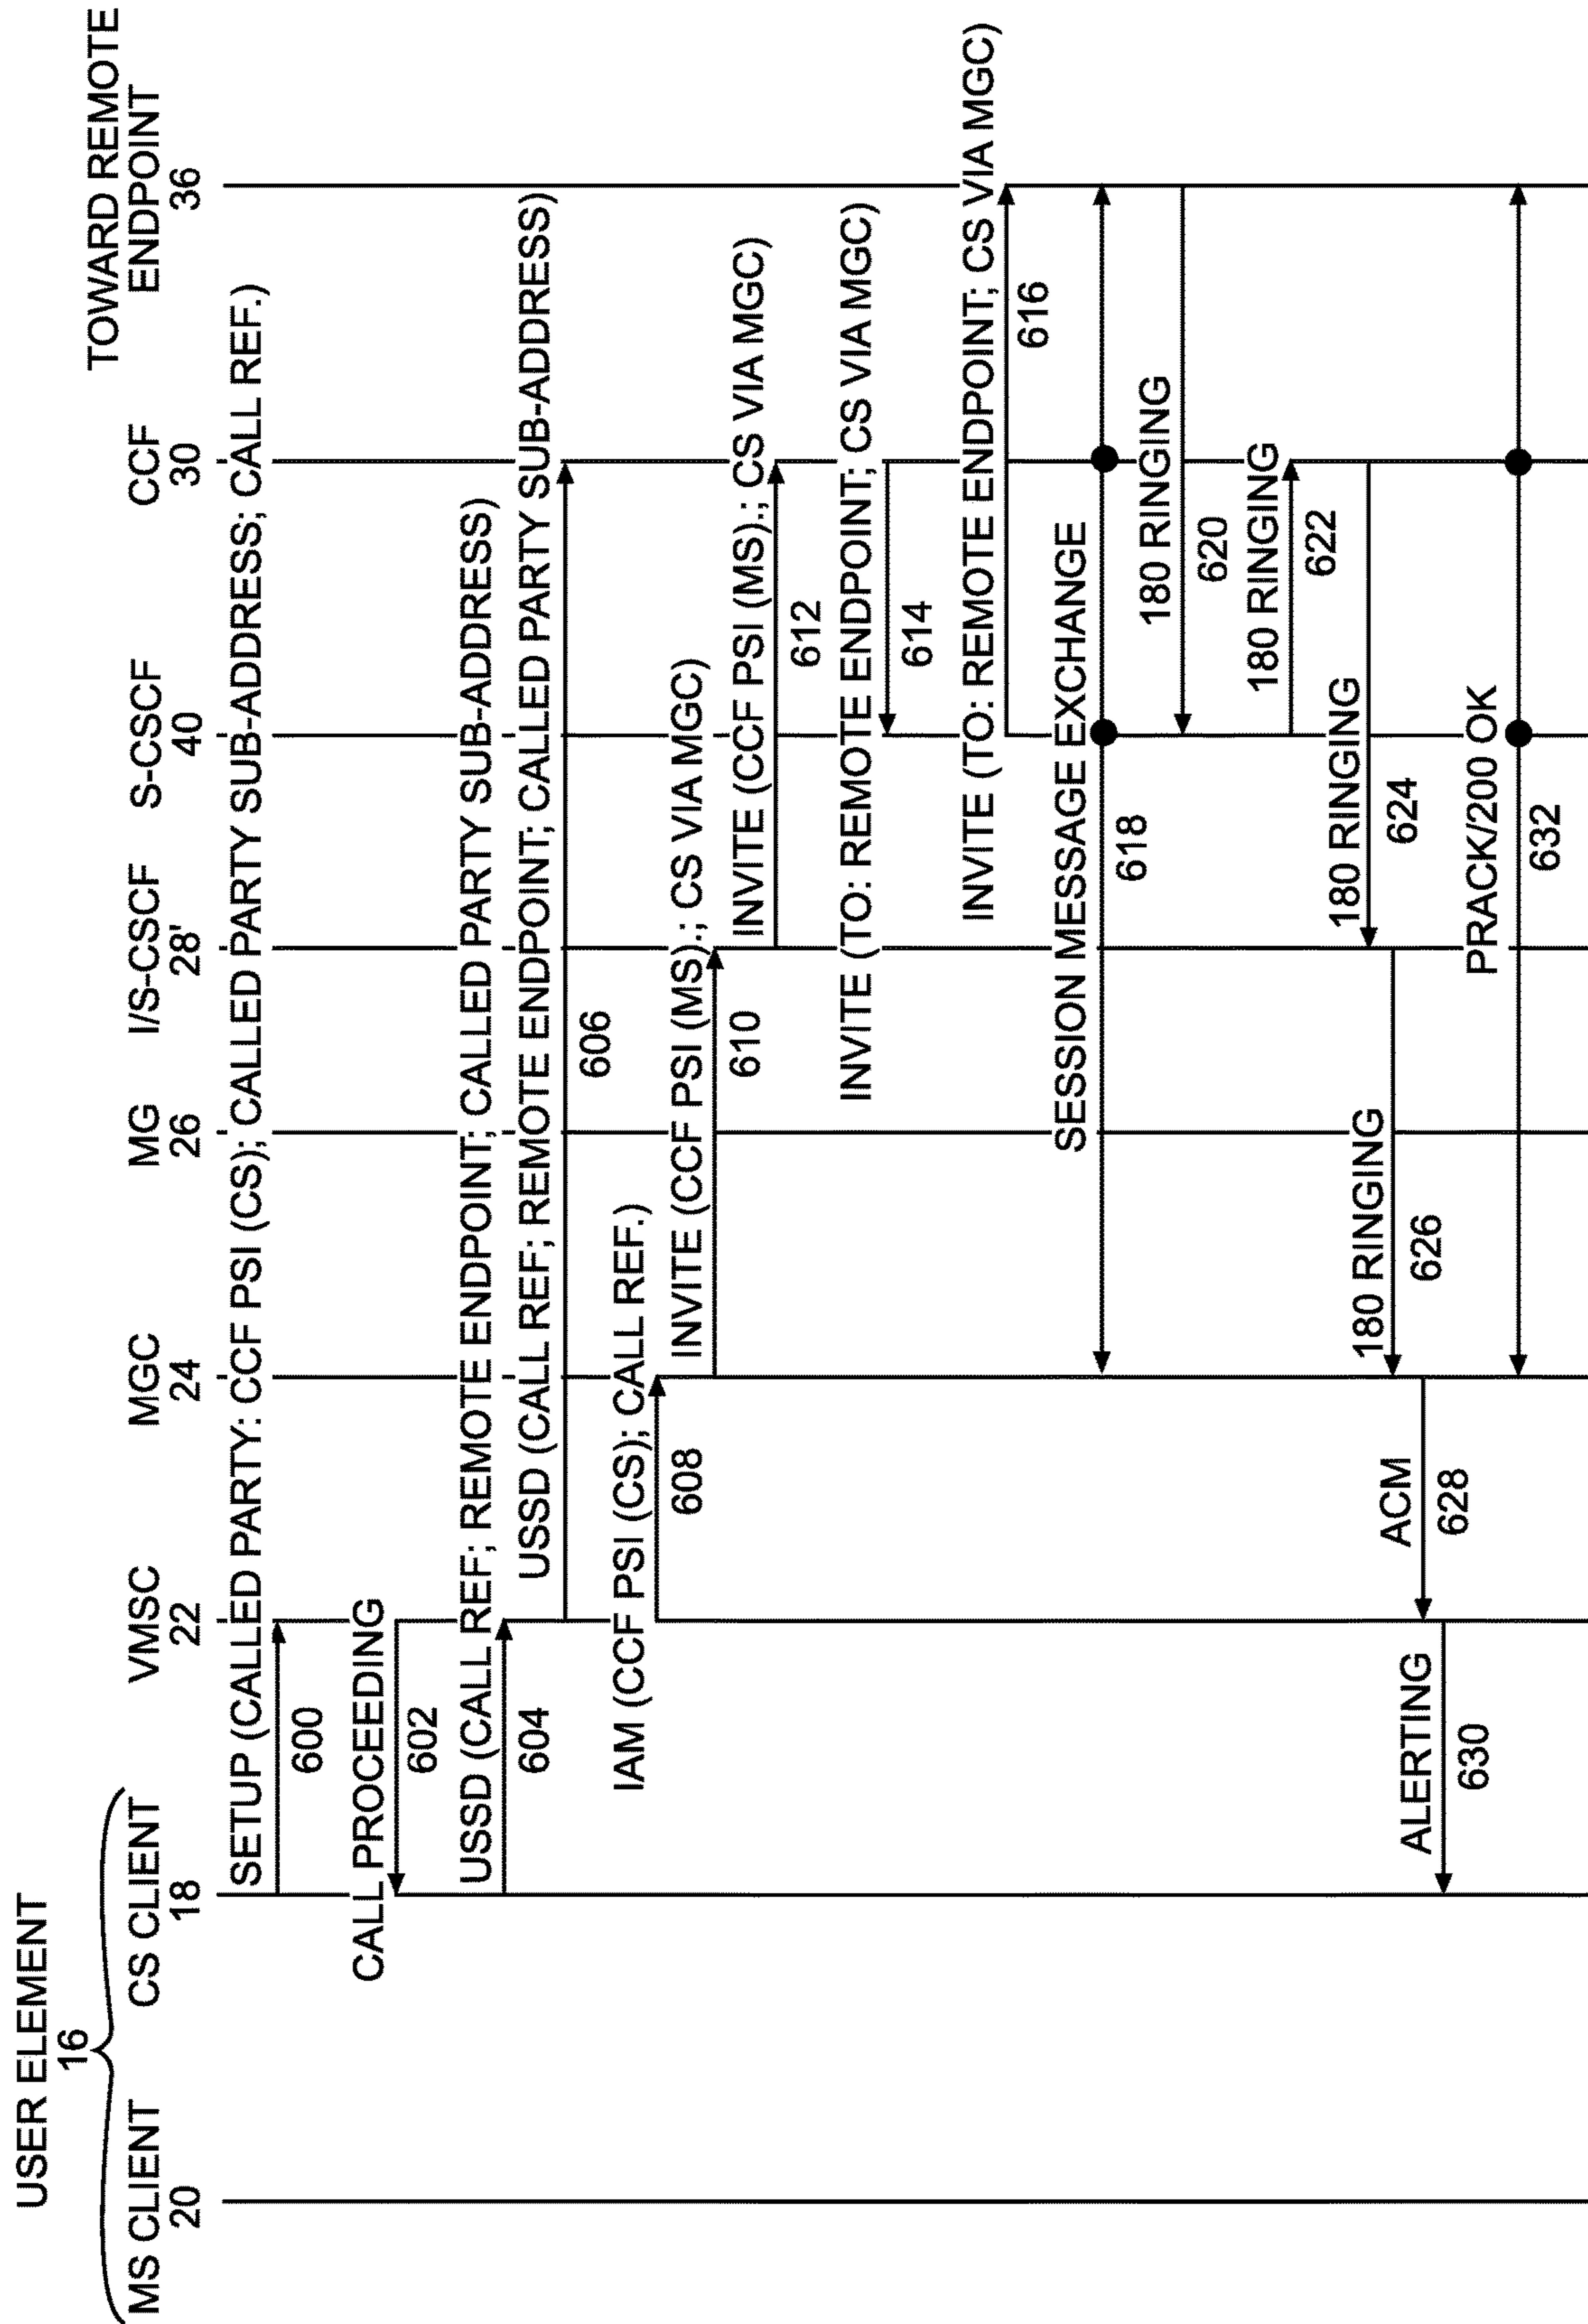 USER ELEMENT
16
MS CLIENT
20
CS CLIENT
18
VMSC
22
MGC
24
MG
26
I/S-CSCF
28'
S-CSCF
40
CCF
30
TOWARD REMOTE
ENDPOINT
36
SETUP (CALLED PARTY: CCF PSI (CS); CALLED PARTY SUB-ADDRESS; CALL REF.)
600
CALL PROCEEDING
602
USSD (CALL REF; REMOTE ENDPOINT; CALLED PARTY SUB-ADDRESS)
604
USSD (CALL REF; REMOTE ENDPOINT; CALLED PARTY SUB-ADDRESS)
606
IAM (CCF PSI (CS); CALL REF.)
608
INVITE (CCF PSI (MS).; CS VIA MGC)
610
INVITE (CCF PSI (MS).; CS VIA MGC)
612
INVITE (TO: REMOTE ENDPOINT; CS VIA MGC)
614
INVITE (TO: REMOTE ENDPOINT; CS VIA MGC)
616
SESSION MESSAGE EXCHANGE
618
180 RINGING
620
180 RINGING
622
180 RINGING
624
180 RINGING
626
ACM
628
ALERTING
630
PRACK/200 OK
632